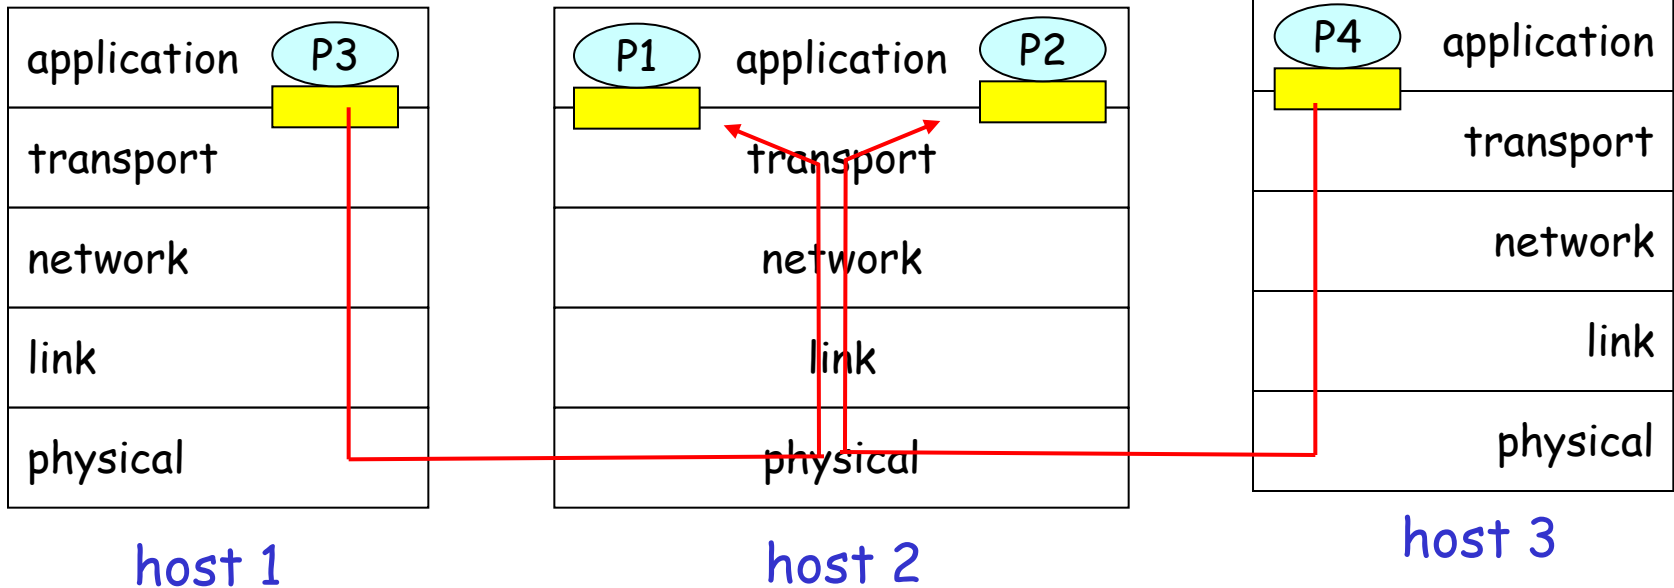 application
P3
transport
network
link
physical
host 1
P1
application
P2
transport
network
link
physical
host 2
P4
application
transport
network
link
physical
host 3